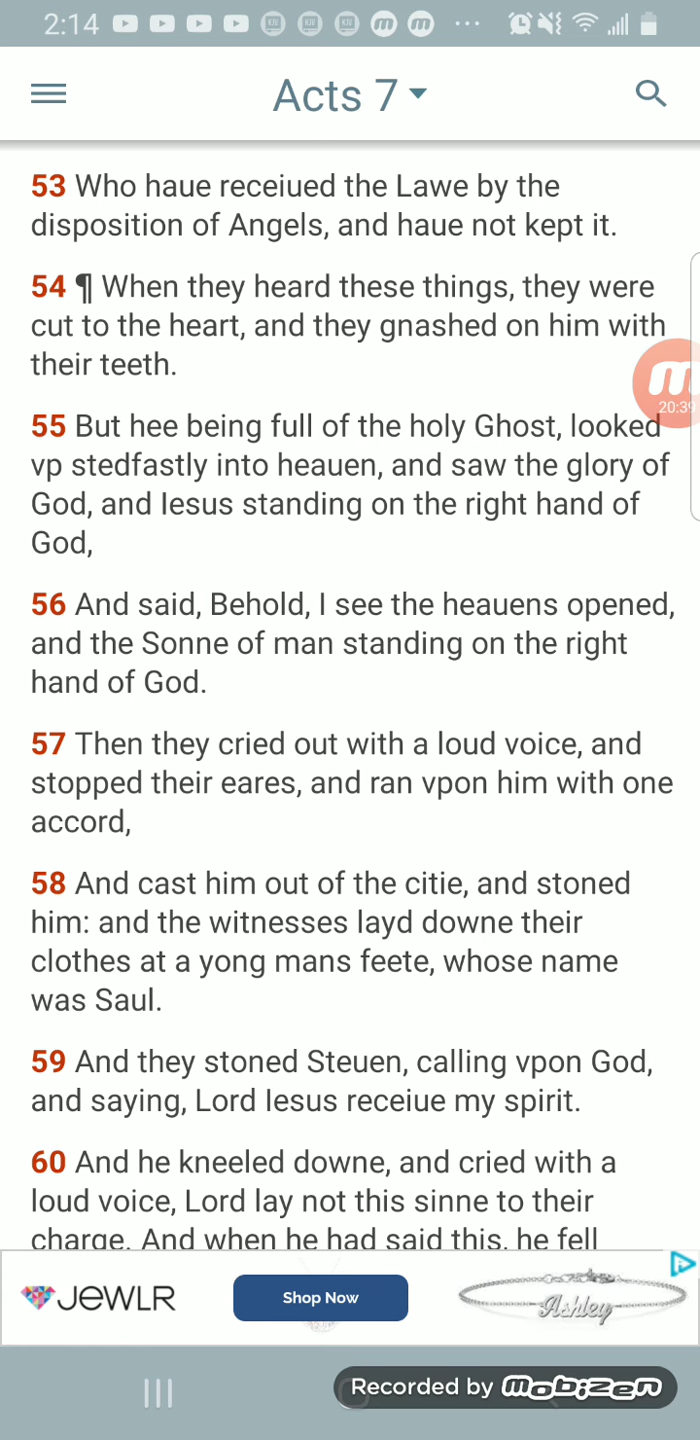 2:14
Acts 7
53 Who haue receiued the Lawe by the
disposition of Angels, and haue not kept it.
54 ¶ When they heard these things, they were
cut to the heart, and they gnashed on him with
their teeth.
20:39
55 But hee being full of the holy Ghost, looked
vp stedfastly into heauen, and saw the glory of
God, and Iesus standing on the right hand of
God,
56 And said, Behold, I see the heauens opened,
and the Sonne of man standing on the right
hand of God.
57 Then they cried out with a loud voice, and
stopped their eares, and ran vpon him with one
accord,
58 And cast him out of the citie, and stoned
him: and the witnesses layd downe their
clothes at a yong mans feete, whose name
was Saul.
59 And they stoned Steuen, calling vpon God,
and saying, Lord Iesus receiue my spirit.
60 And he kneeled downe, and cried with a
loud voice, Lord lay not this sinne to their
charge. And when he had said this, he fell
JEWLR
Shop Now
Ashley
Recorded by mobizen